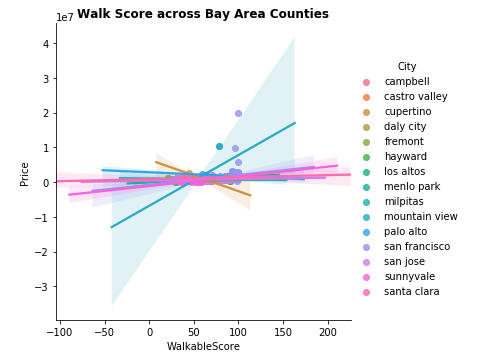 1e7
Walk Score across Bay Area Counties
4
3
2
1
0
−1
−2
−3
Price
−100
−50
0
50
100
150
200
WalkableScore
City
campbell
castro valley
cupertino
daly city
fremont
hayward
los altos
menlo park
milpitas
mountain view
palo alto
san francisco
san jose
sunnyvale
santa clara